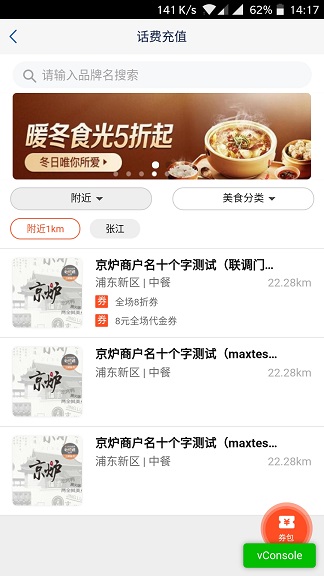 141 K/s 62% 14:17
话费充值
请输入品牌名搜索
暖冬食光5折起
冬日唯你所爱
附近
美食分类
附近1km
张江
京炉商户名十个字测试（联调门...
浦东新区 | 中餐 22.28km
券 全场8折券
券 8元全场代金券
京炉
京炉商户名十个字测试（maxtes...
浦东新区 | 中餐 22.28km
京炉
京炉商户名十个字测试（maxtes...
浦东新区 | 中餐 22.28km
京炉
券包
vConsole